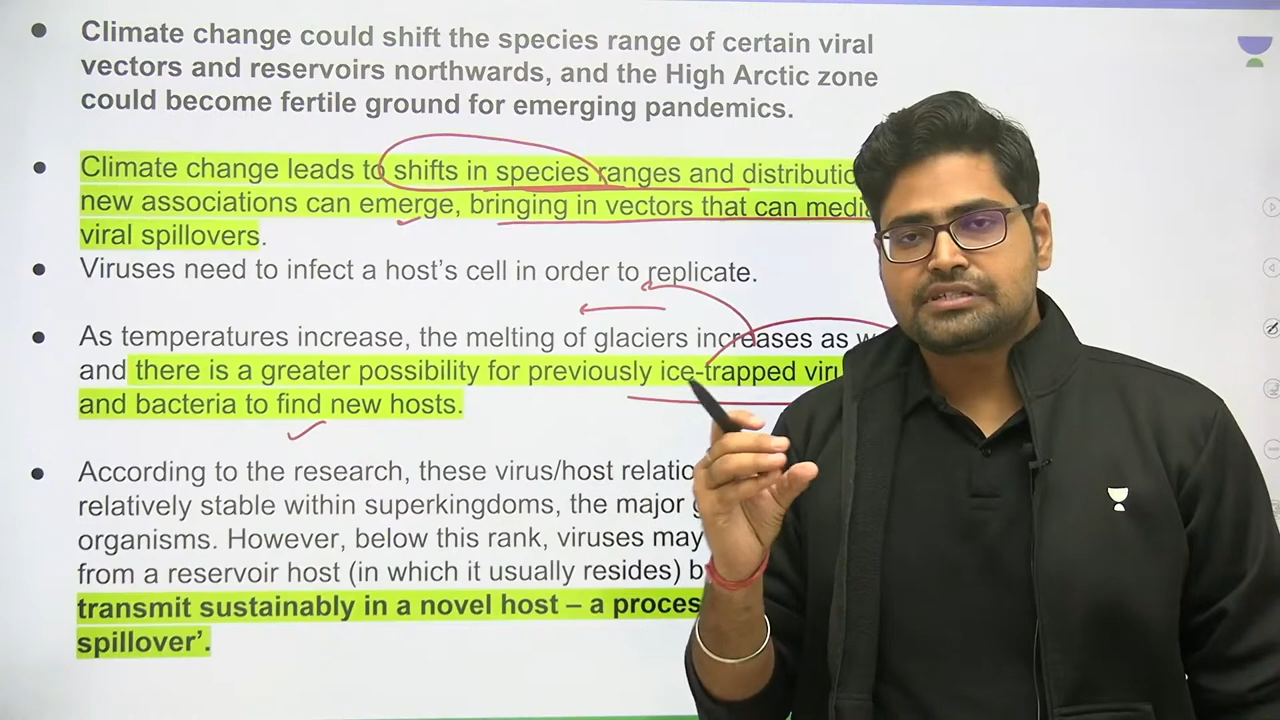 Climate change could shift the species range of certain viral
vectors and reservoirs northwards, and the High Arctic zone
could become fertile ground for emerging pandemics.
Climate change leads to shifts in species ranges and
new associations can emerge, bringing in vectors that can
viral spillovers.
Viruses need to infect a host's cell in order to replicate.
As temperatures increase, the melting of glaciers increases as
and there is a greater possibility for previously ice-trapped
and bacteria to find new hosts.
According to the research, these virus/host
relatively stable within superkingdoms, the major
organisms. However, below this rank, viruses may
from a reservoir host (in which it usually resides)
transmit sustainably in a novel host – a
spillover'.